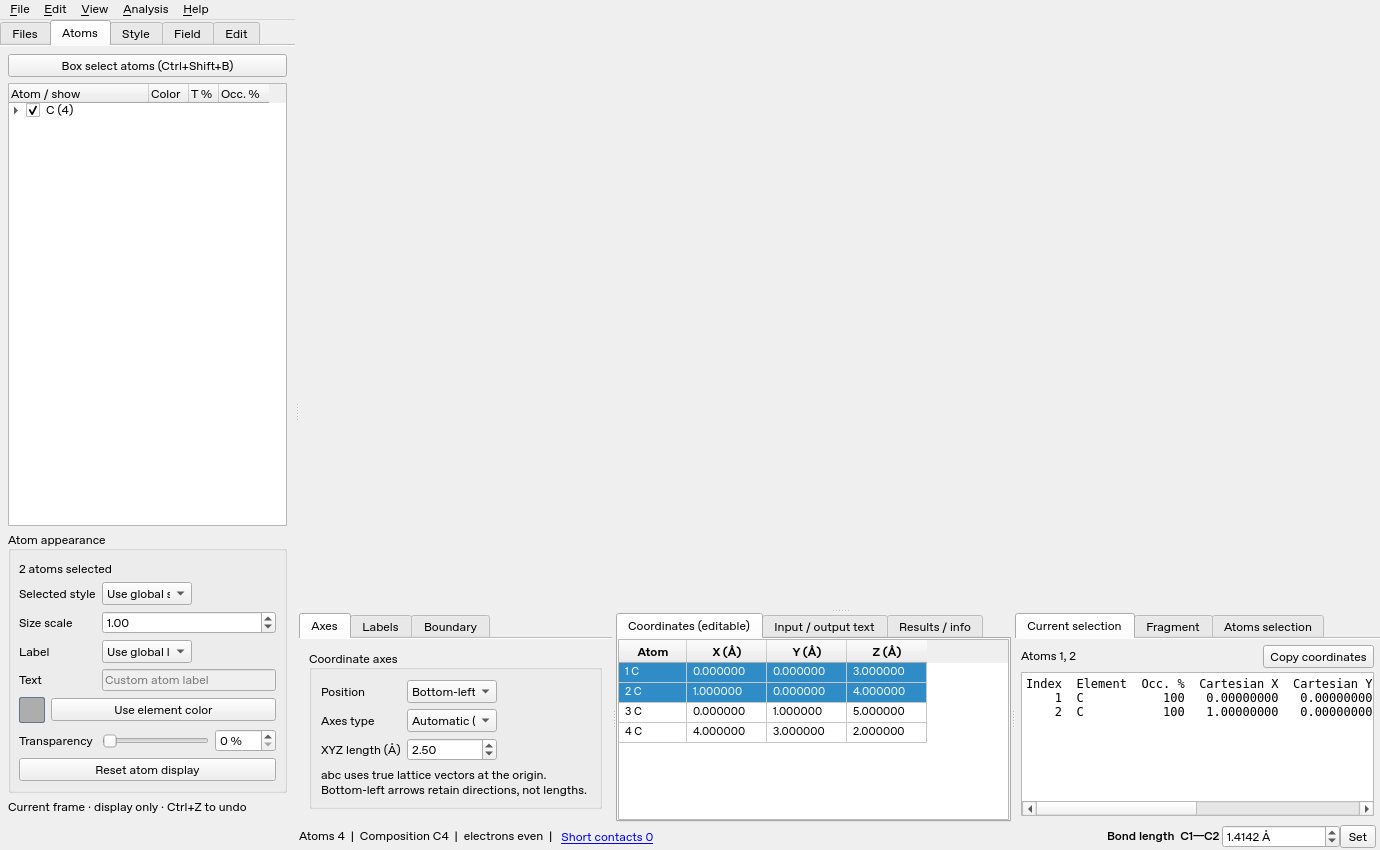 File Edit View Analysis Help
Files Atoms Style Field Edit
Box select atoms (Ctrl+Shift+B)
Atom / show Color T % Occ. %
C (4)
Atom appearance
2 atoms selected
Selected style Use global s
Size scale 1.00
Label Use global l
Text Custom atom label
Use element color
Transparency 0 %
Reset atom display
Current frame · display only · Ctrl+Z to undo
Axes Labels Boundary
Coordinate axes
Position Bottom-left
Axes type Automatic (
XYZ length (Å) 2.50
abc uses true lattice vectors at the origin.
Bottom-left arrows retain directions, not lengths.
Coordinates (editable) Input / output text Results / info
Atom X (Å) Y (Å) Z (Å)
1 C 0.000000 0.000000 3.000000
2 C 1.000000 0.000000 4.000000
3 C 0.000000 1.000000 5.000000
4 C 4.000000 3.000000 2.000000
Current selection Fragment Atoms selection
Atoms 1, 2 Copy coordinates
Index Element Occ. % Cartesian X Cartesian Y
1 C 100 0.00000000 0.00000000
2 C 100 1.00000000 0.00000000
Atoms 4 | Composition C4 | electrons even | Short contacts 0
Bond length C1—C2 1.4142 Å Set